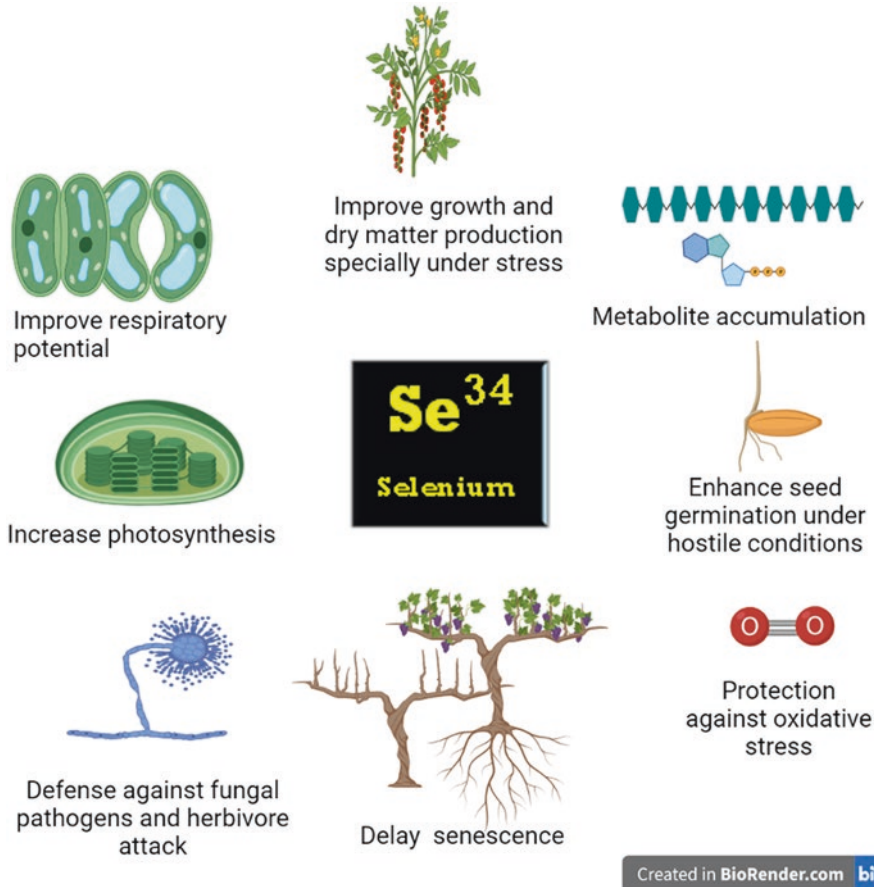 Improve growth and
dry matter production
specially under stress
Improve respiratory
potential
Metabolite accumulation
Se34
Selenium
Increase photosynthesis
Enhance seed
germination under
hostile conditions
O O
Protection
against oxidative
stress
Defense against fungal
pathogens and herbivore
attack
Delay senescence
Created in BioRender.com bi